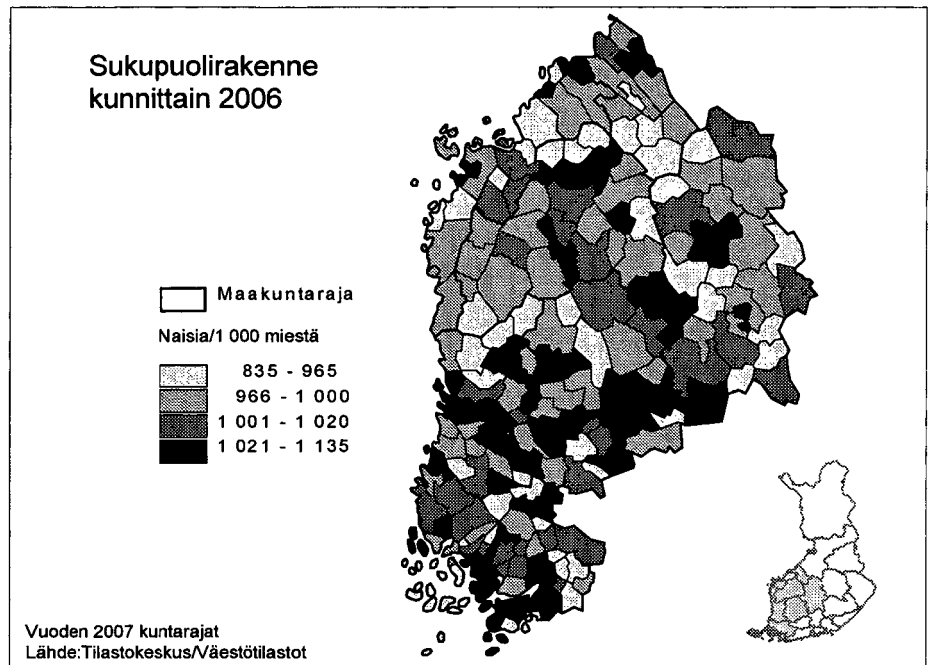 Sukupuolirakenne
kunnittain 2006
Maakuntaraja
Naisia/1 000 miestä
835 - 965
966 - 1 000
1 001 - 1 020
1 021 - 1 135
Vuoden 2007 kuntarajat
Lähde:Tilastokeskus/Väestötilastot